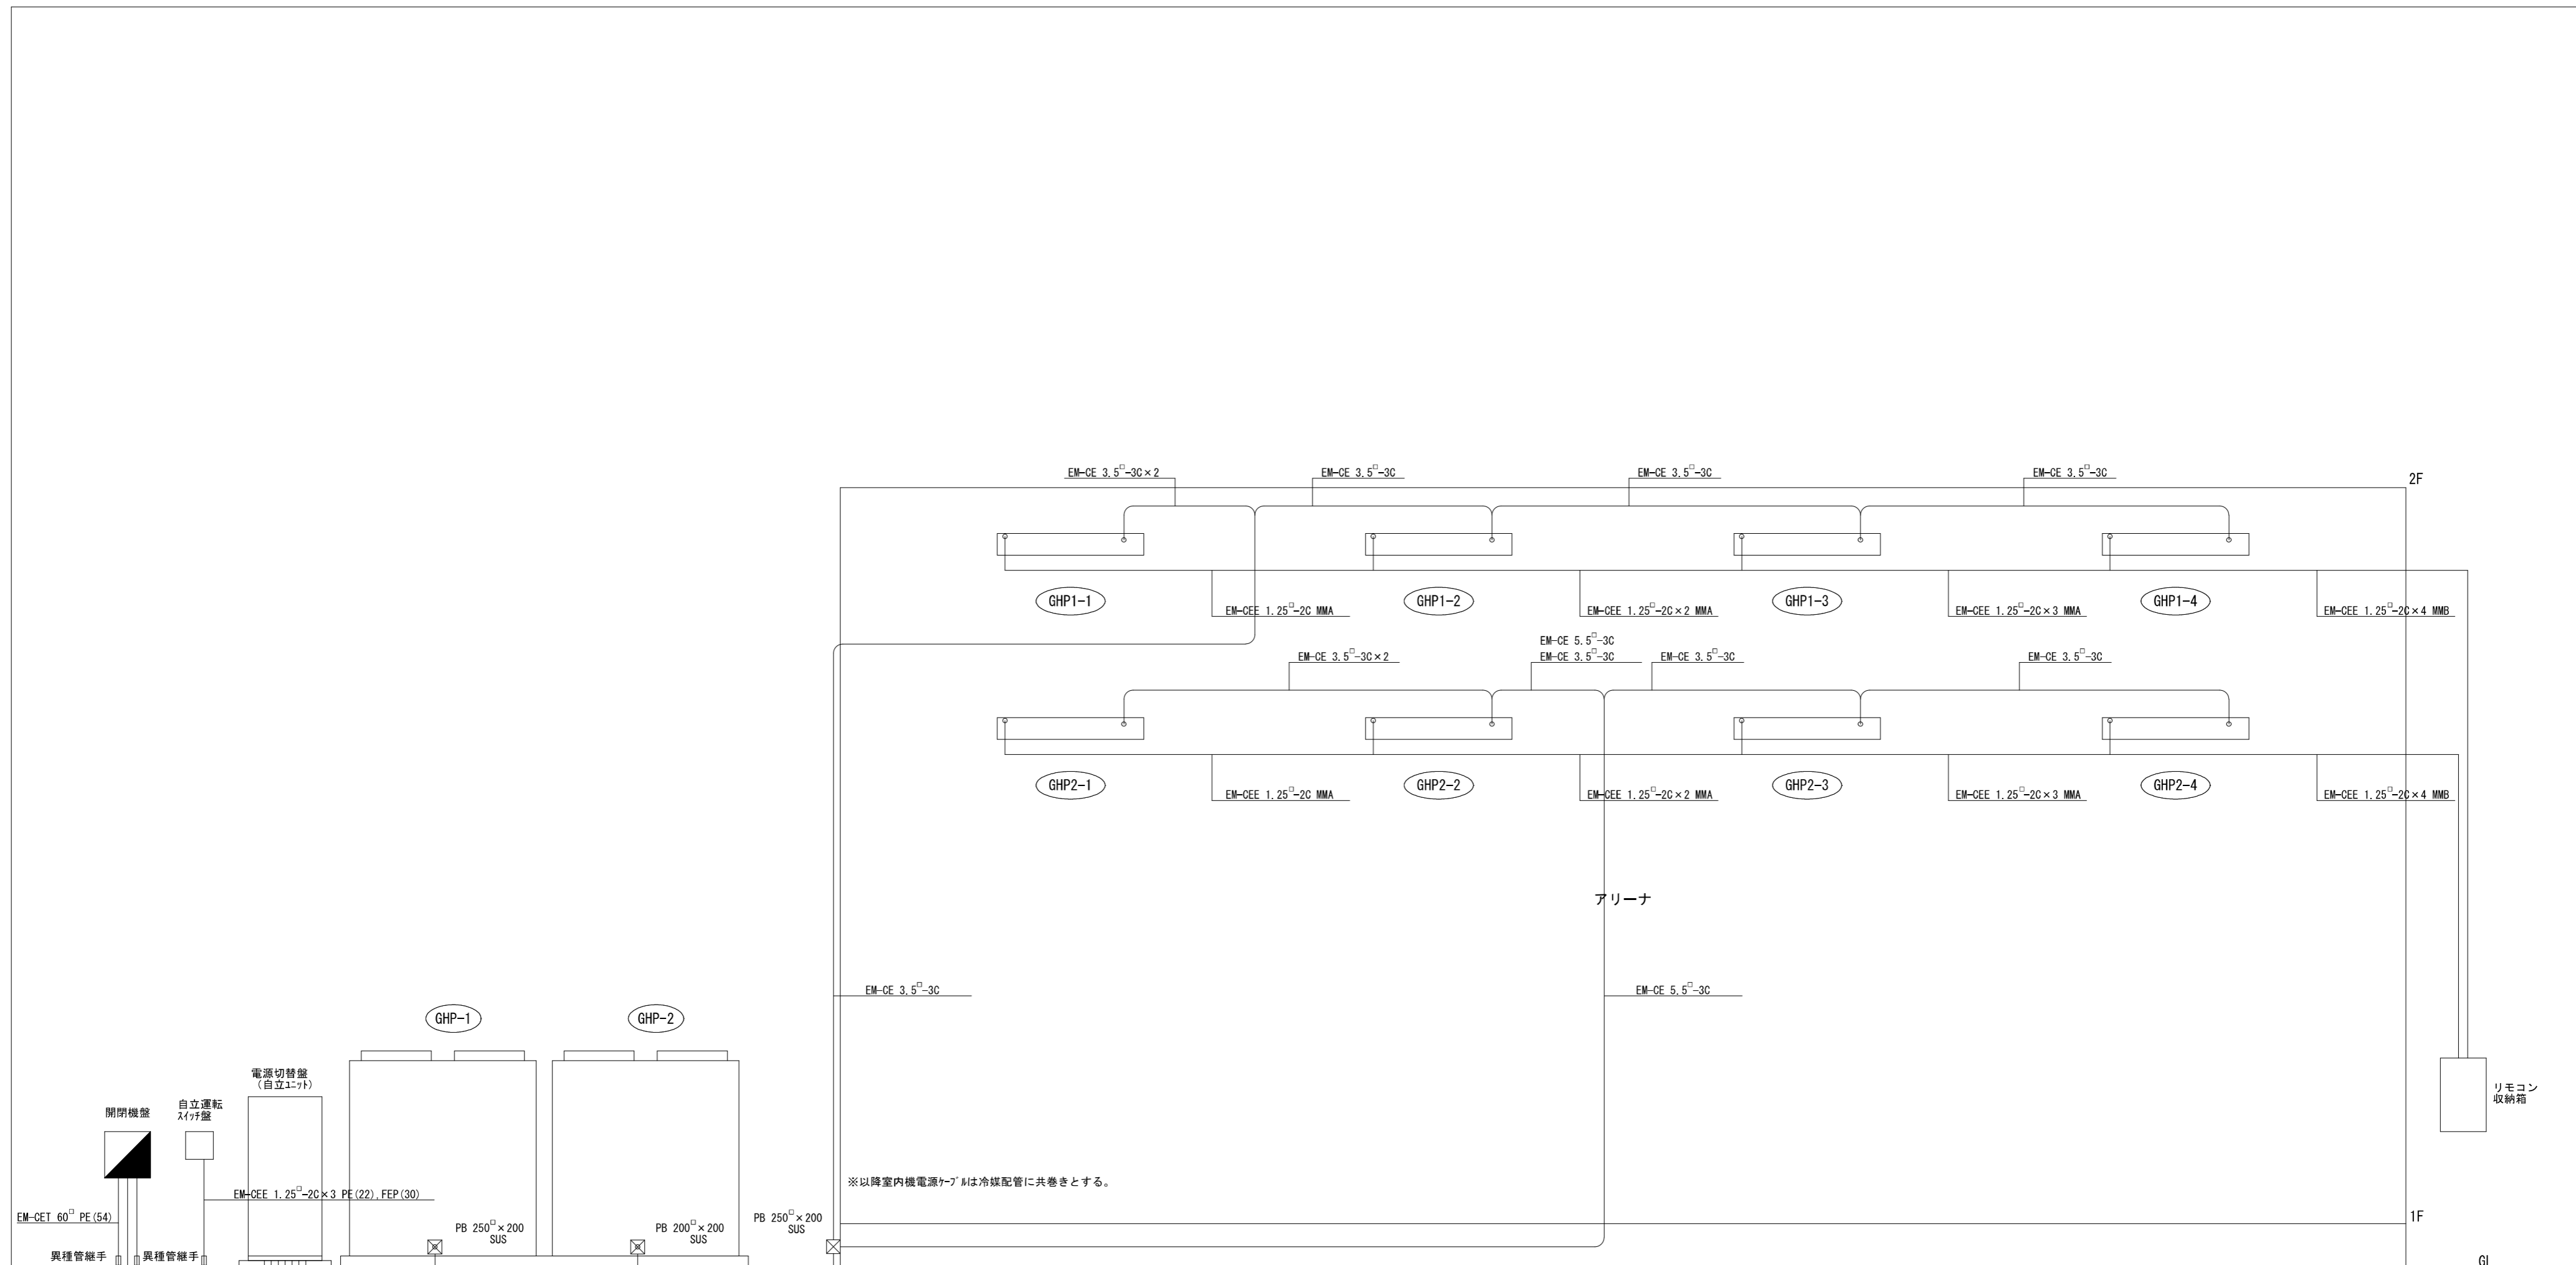 EM-CE 3.5□-3C×2
EM-CE 3.5□-3C
EM-CE 3.5□-3C
EM-CE 3.5□-3C
2F
GHP1-1
GHP1-2
GHP1-3
GHP1-4
EM-CEE 1.25□-2C MMA
EM-CEE 1.25□-2C×2 MMA
EM-CEE 1.25□-2C×3 MMA
EM-CEE 1.25□-2C×4 MMB
EM-CE 5.5□-3C
EM-CE 3.5□-3C×2
EM-CE 3.5□-3C
EM-CE 3.5□-3C
EM-CE 3.5□-3C
GHP2-1
GHP2-2
GHP2-3
GHP2-4
EM-CEE 1.25□-2C MMA
EM-CEE 1.25□-2C×2 MMA
EM-CEE 1.25□-2C×3 MMA
EM-CEE 1.25□-2C×4 MMB
アリーナ
EM-CE 3.5□-3C
EM-CE 5.5□-3C
GHP-1
GHP-2
電源切替盤
(自立ﾕﾆｯﾄ)
リモコン
収納箱
開閉機盤
自立運転
ｽｲｯﾁ盤
※以降室内機電源ｹｰﾌﾞﾙは冷媒配管に共巻きとする。
EM-CEE 1.25□-2C×3 PE(22),FEP(30)
EM-CET 60□ PE(54)
PB 250□×200
SUS
PB 200□×200
SUS
PB 250□×200
SUS
1F
異種管継手
異種管継手
GL